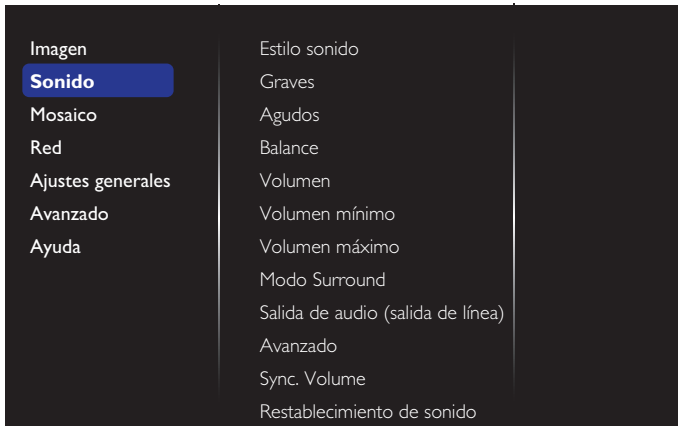 Imagen
Sonido
Mosaico
Red
Ajustes generales
Avanzado
Ayuda
Estilo sonido
Graves
Agudos
Balance
Volumen
Volumen mínimo
Volumen máximo
Modo Surround
Salida de audio (salida de línea)
Avanzado
Sync. Volume
Restablecimiento de sonido